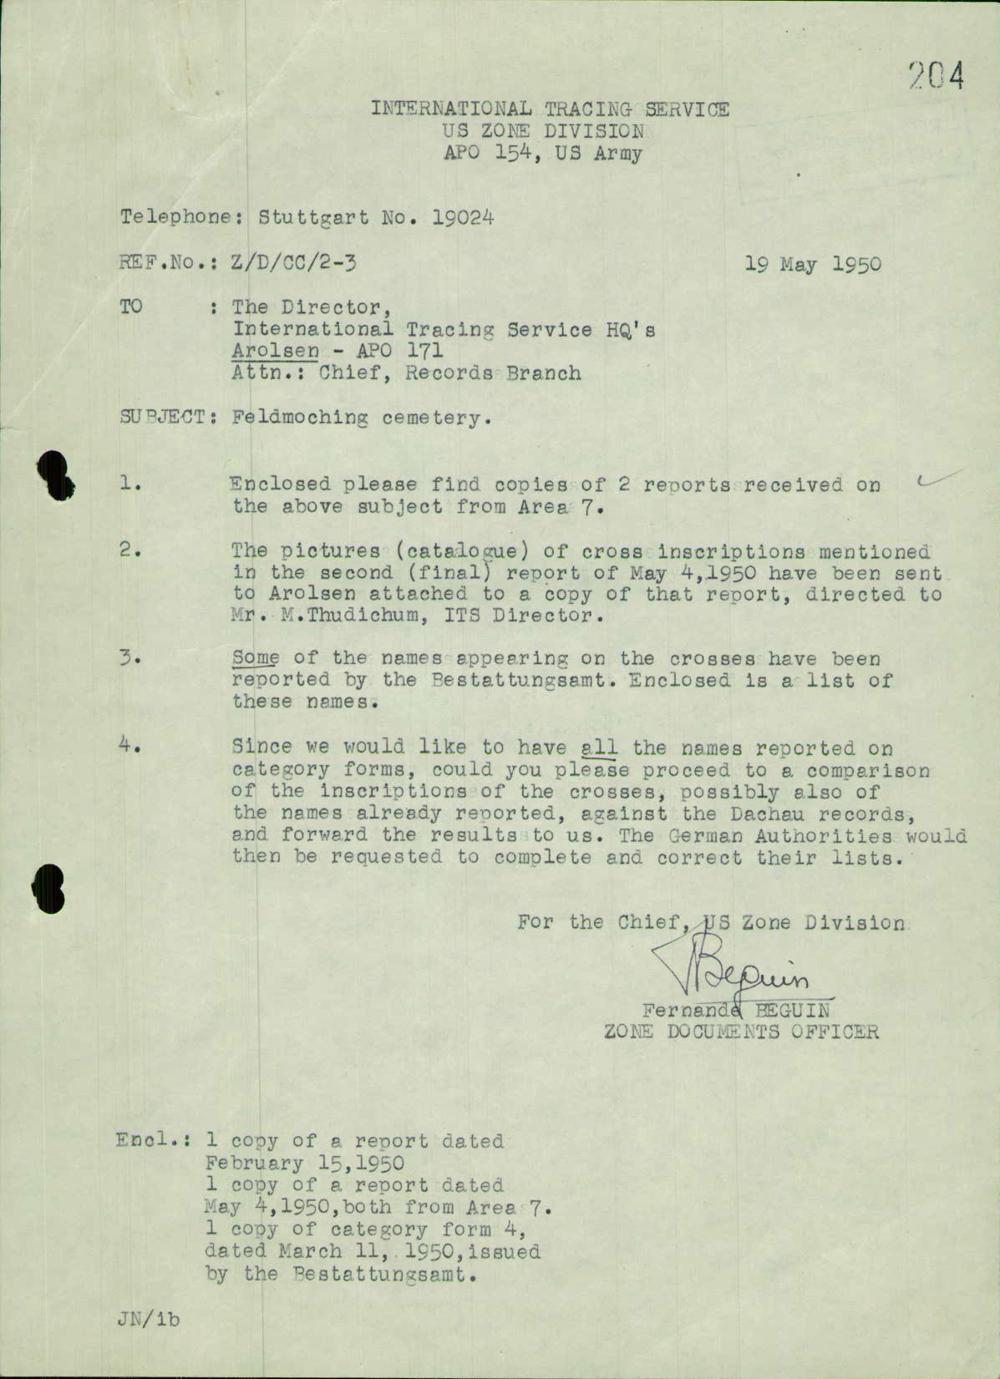 204
INTERNATIONAL TRACING SERVICE
US ZONE DIVISION
APO 154, US Army
Telephone: Stuttgart No. 19024
REF.No.: Z/D/CC/2-3 19 May 1950
TO : The Director,
International Tracing Service HQ's
Arolsen - APO 171
Attn.: Chief, Records Branch
SUBJECT: Feldmoching cemetery.
1. Enclosed please find copies of 2 reports received on
the above subject from Area 7.
2. The pictures (catalogue) of cross inscriptions mentioned
in the second (final) report of May 4,1950 have been sent
to Arolsen attached to a copy of that report, directed to
Mr. M.Thudichum, ITS Director.
3. Some of the names appearing on the crosses have been
reported by the Bestattungsamt. Enclosed is a list of
these names.
4. Since we would like to have all the names reported on
category forms, could you please proceed to a comparison
of the inscriptions of the crosses, possibly also of
the names already reported, against the Dachau records,
and forward the results to us. The German Authorities would
then be requested to complete and correct their lists.
For the Chief, US Zone Division
Beguin
Fernande BEGUIN
ZONE DOCUMENTS OFFICER
Encl.: 1 copy of a report dated
February 15,1950
1 copy of a report dated
May 4,1950,both from Area 7.
1 copy of category form 4,
dated March 11, 1950,issued
by the Bestattungsamt.
JN/ib